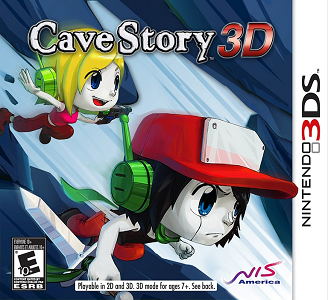 Cave Story 3D
NINTENDO 3DS
EVERYONE 10+
E 10+
ESRB
Playable in 2D and 3D. 3D mode for ages 7+. See back.
NIS
America